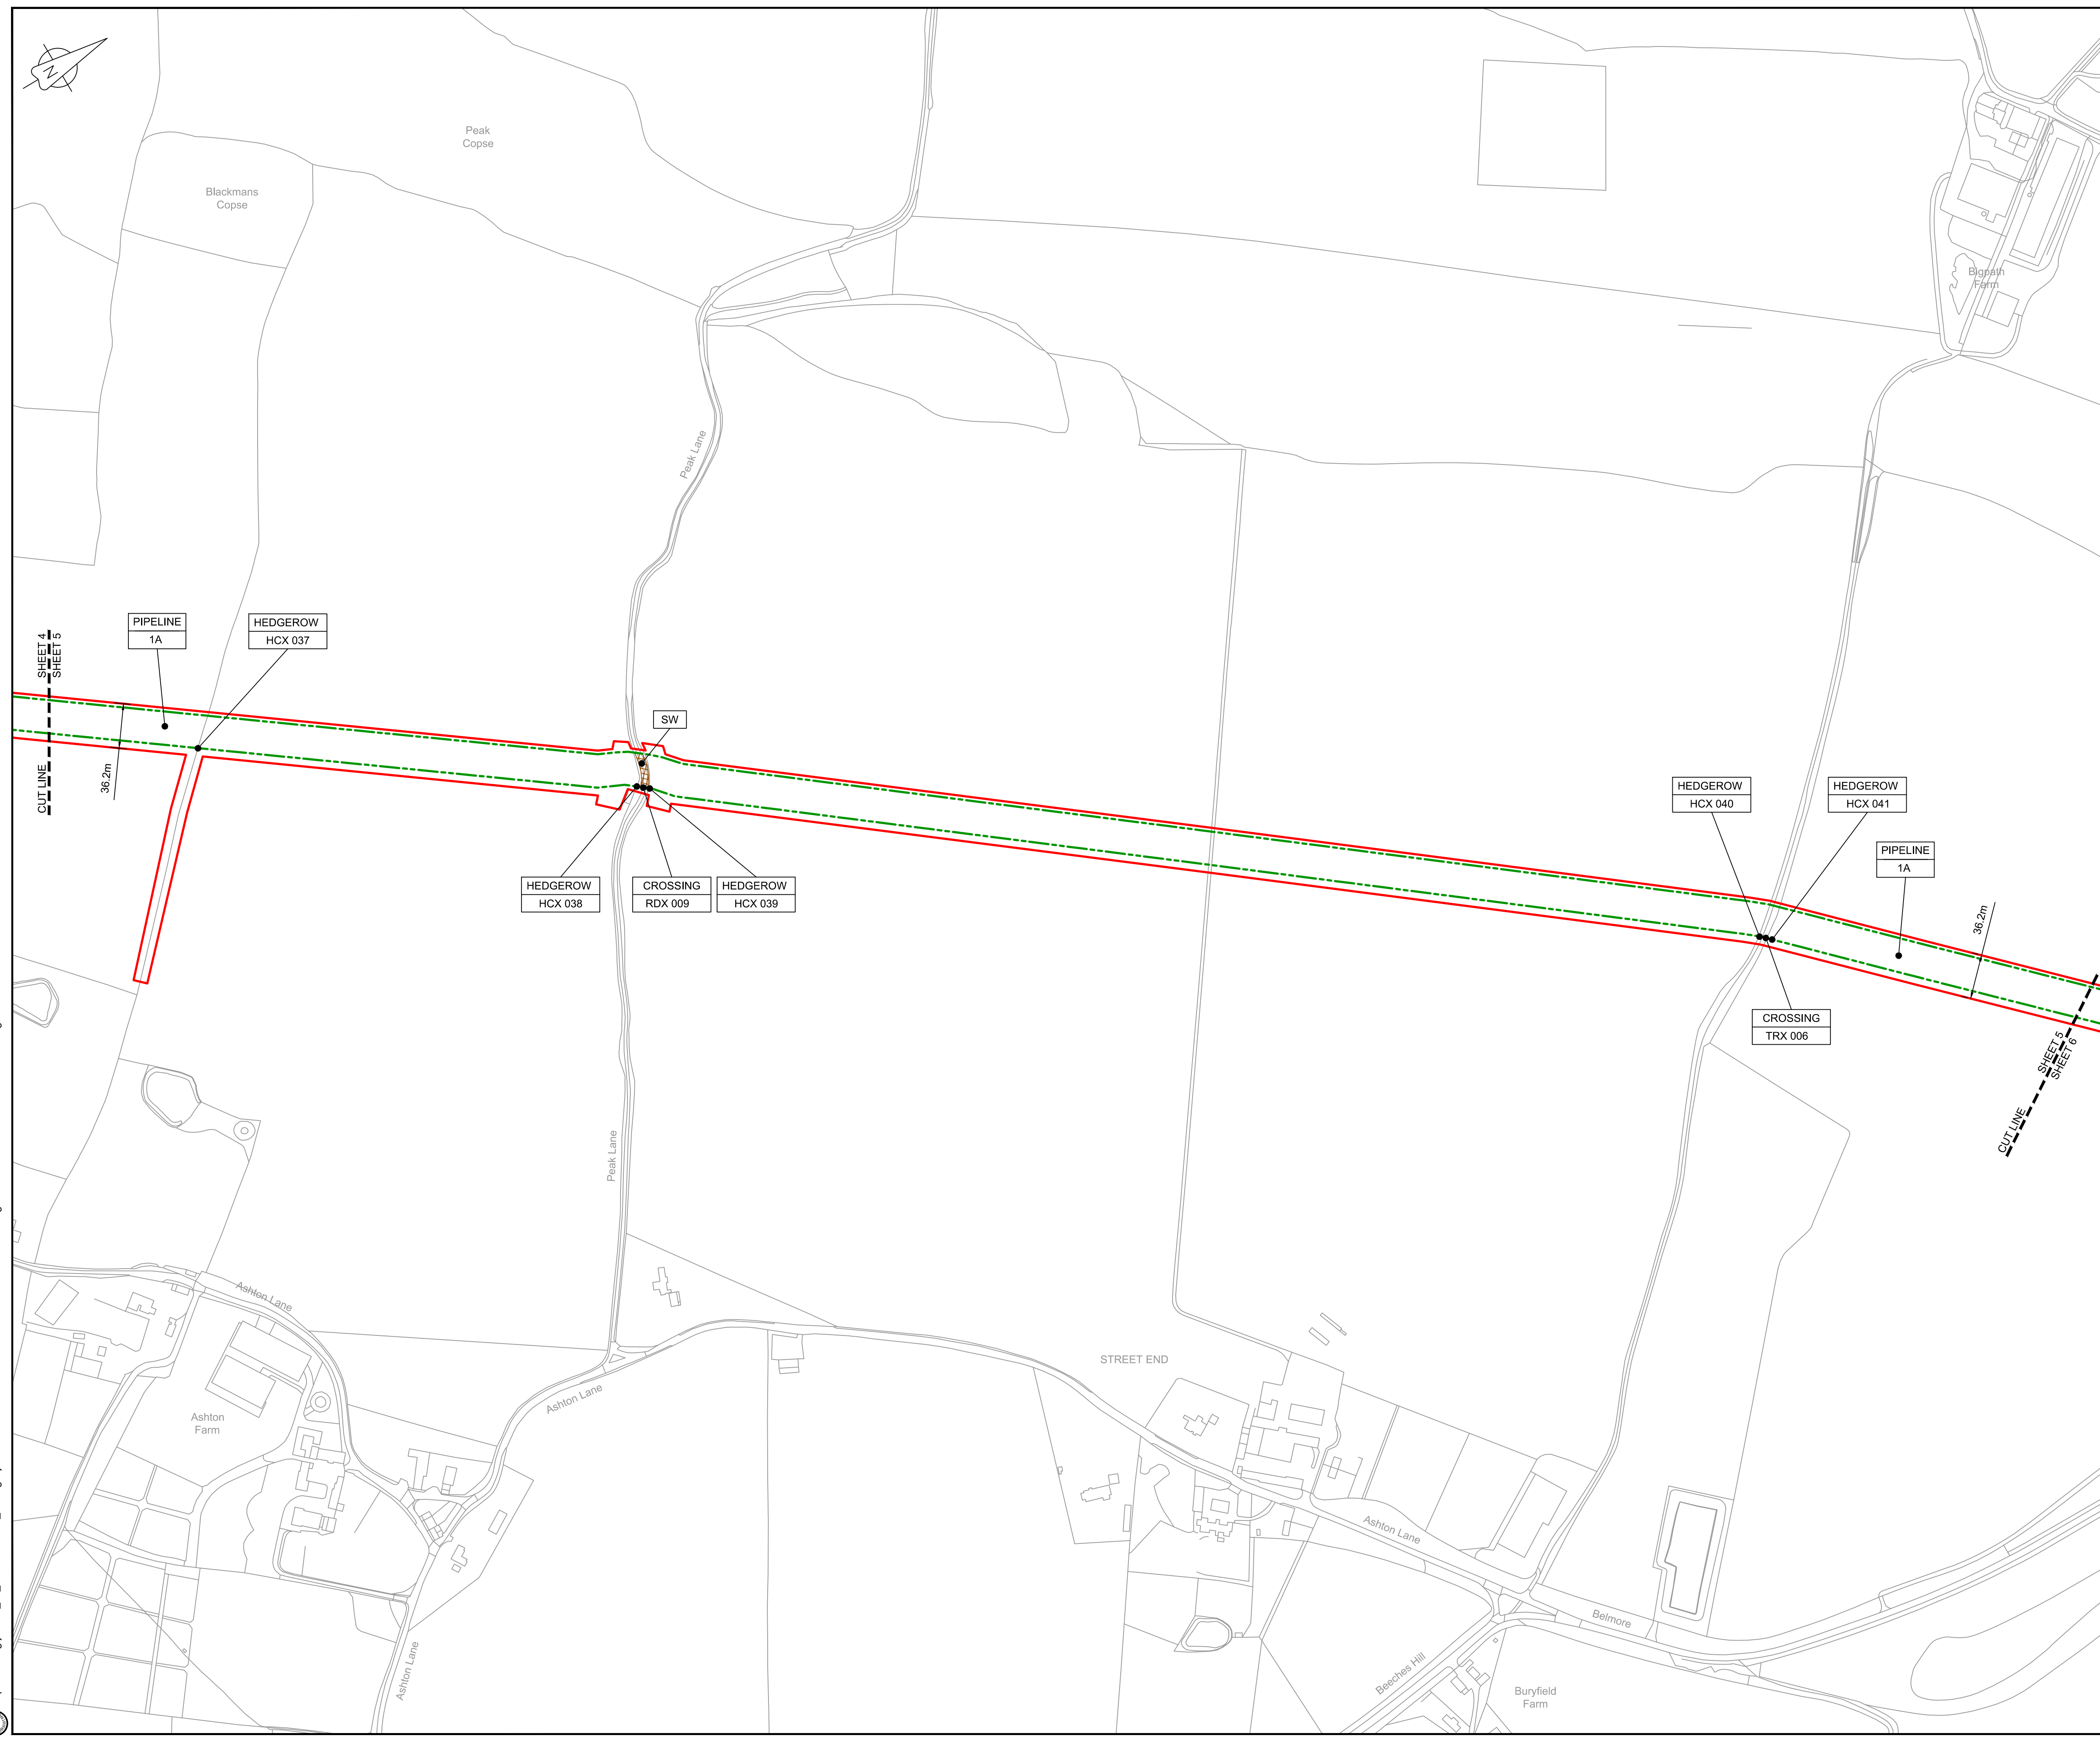 N
Peak
Copse
Blackmans
Copse
Bigpath
Farm
Peak Lane
SHEET 4
SHEET 5
CUT LINE
PIPELINE
1A
HEDGEROW
HCX 037
36.2m
SW
HEDGEROW
HCX 038
CROSSING
RDX 009
HEDGEROW
HCX 039
HEDGEROW
HCX 040
HEDGEROW
HCX 041
PIPELINE
1A
36.2m
CROSSING
TRX 006
SHEET 5
SHEET 6
CUT LINE
Peak Lane
Ashton Lane
STREET END
Ashton Lane
Ashton
Farm
Ashton Lane
Belmore
Ashton Lane
Beeches Hill
Buryfield
Farm